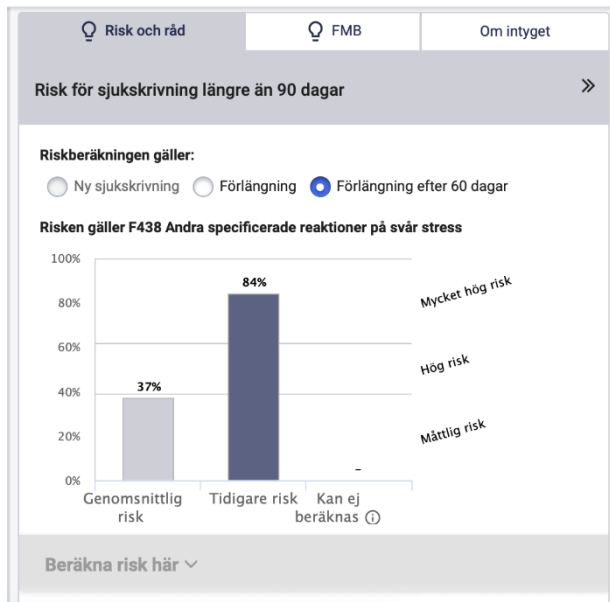 Risk och råd
FMB
Om intyget
Risk för sjukskrivning längre än 90 dagar
Riskberäkningen gäller:
Ny sjukskrivning
Förlängning
Förlängning efter 60 dagar
Risken gäller F438 Andra specificerade reaktioner på svår stress
100%
80%
60%
40%
20%
0%
37%
84%
–
Mycket hög risk
Hög risk
Måttlig risk
Genomsnittlig
risk
Tidigare risk
Kan ej
beräknas
Beräkna risk här